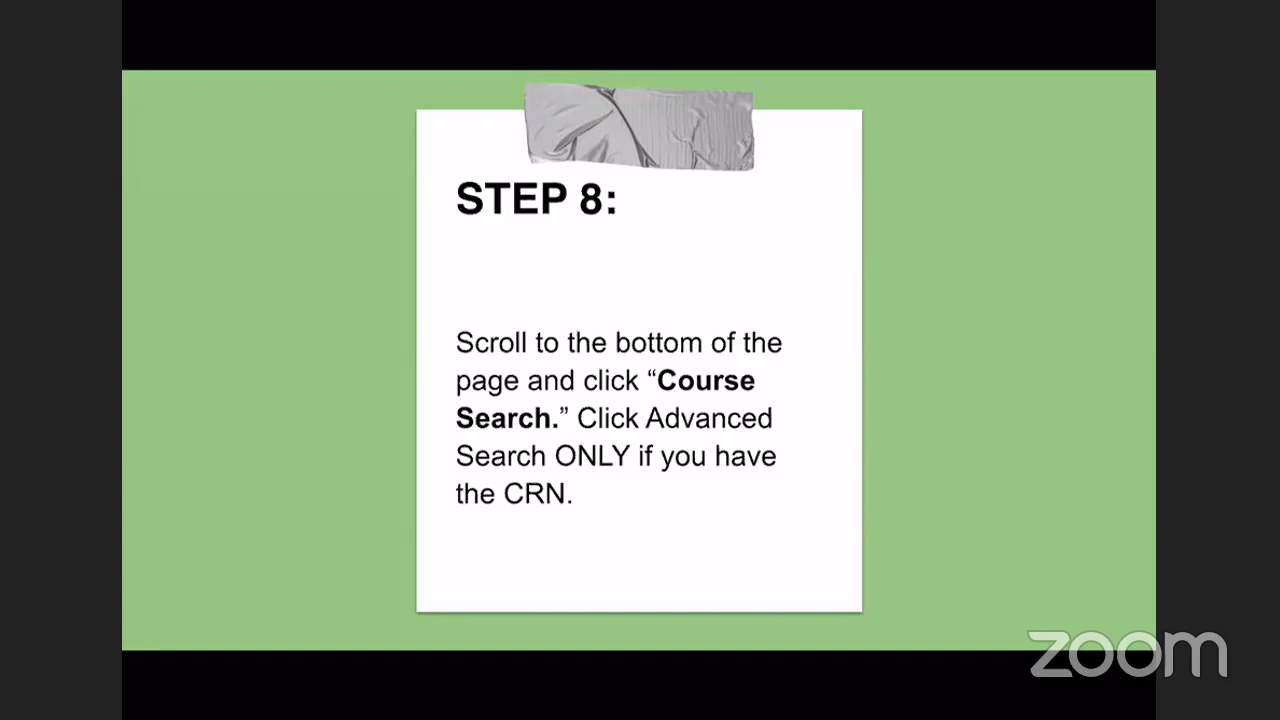 STEP 8:
Scroll to the bottom of the
page and click “Course
Search.” Click Advanced
Search ONLY if you have
the CRN.
zoom